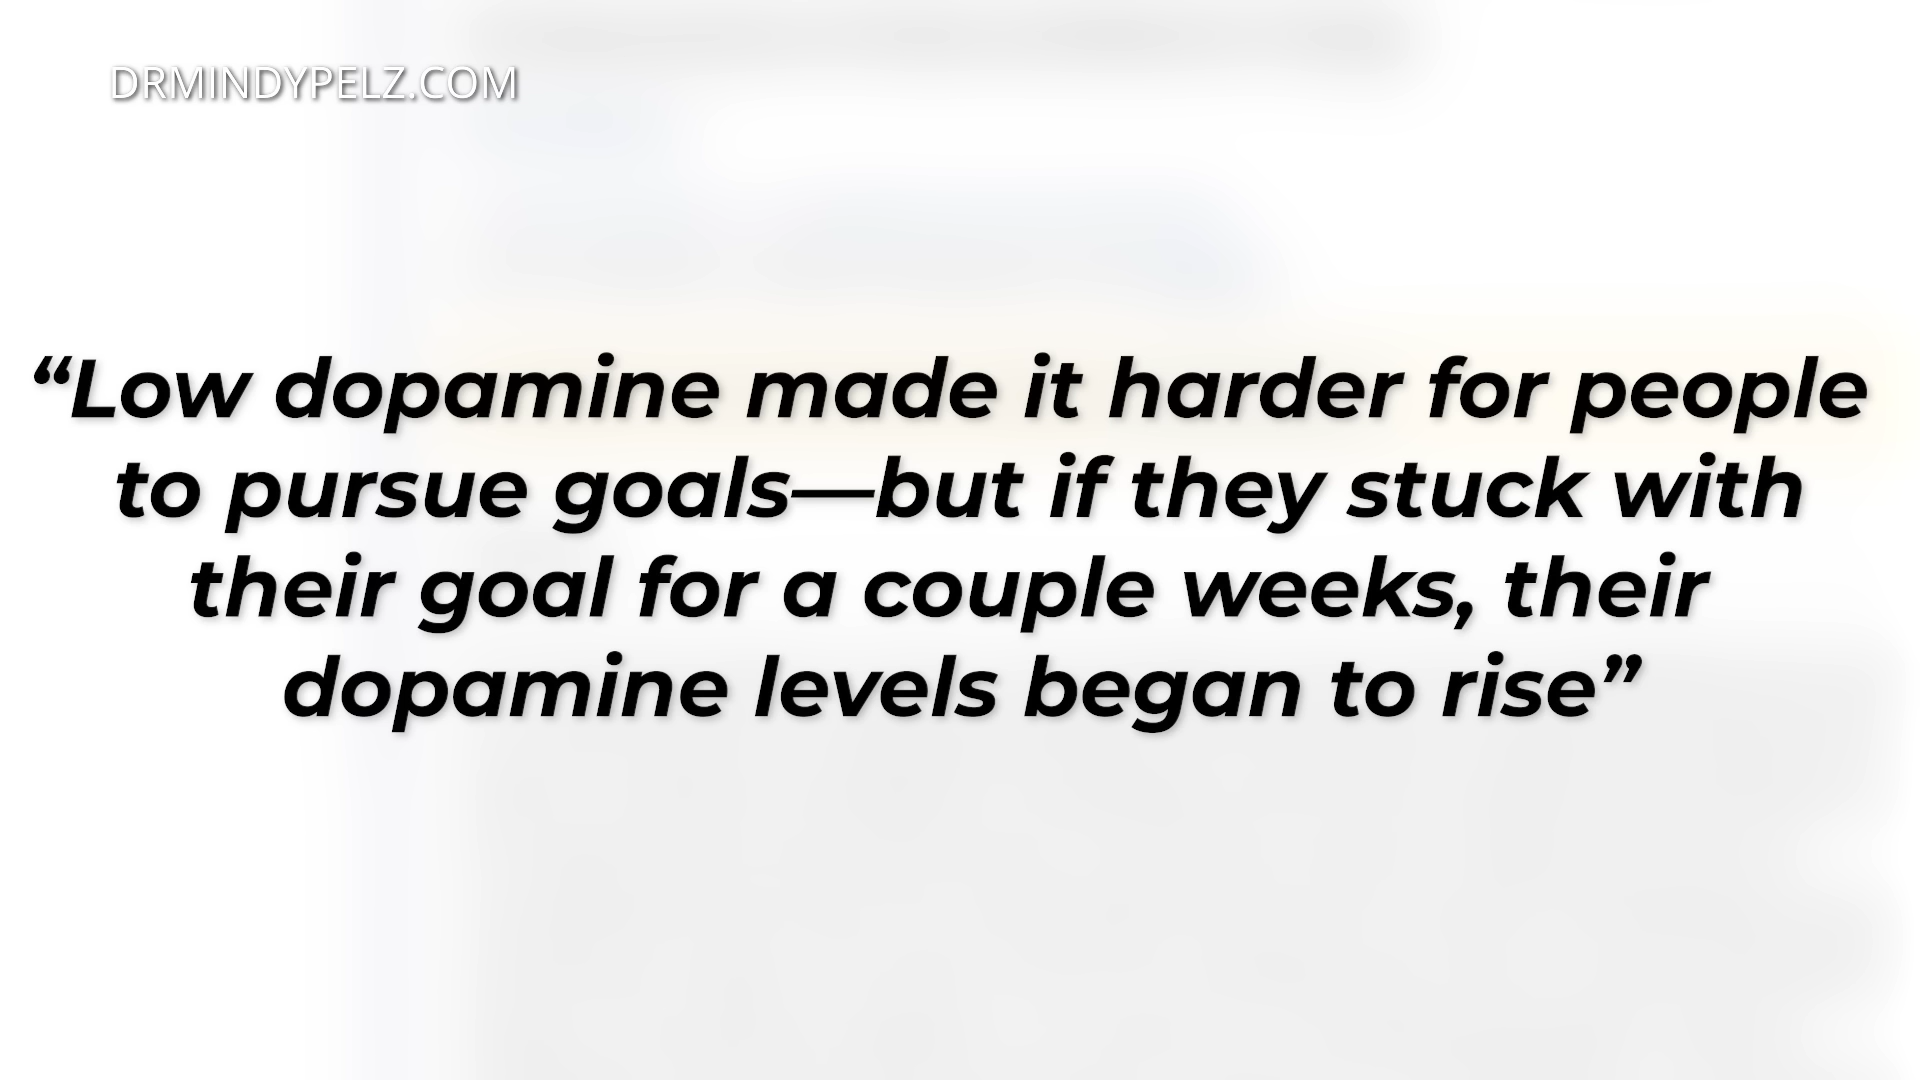 DRMINDYPELZ.COM
“Low dopamine made it harder for people
to pursue goals—but if they stuck with
their goal for a couple weeks, their
dopamine levels began to rise”